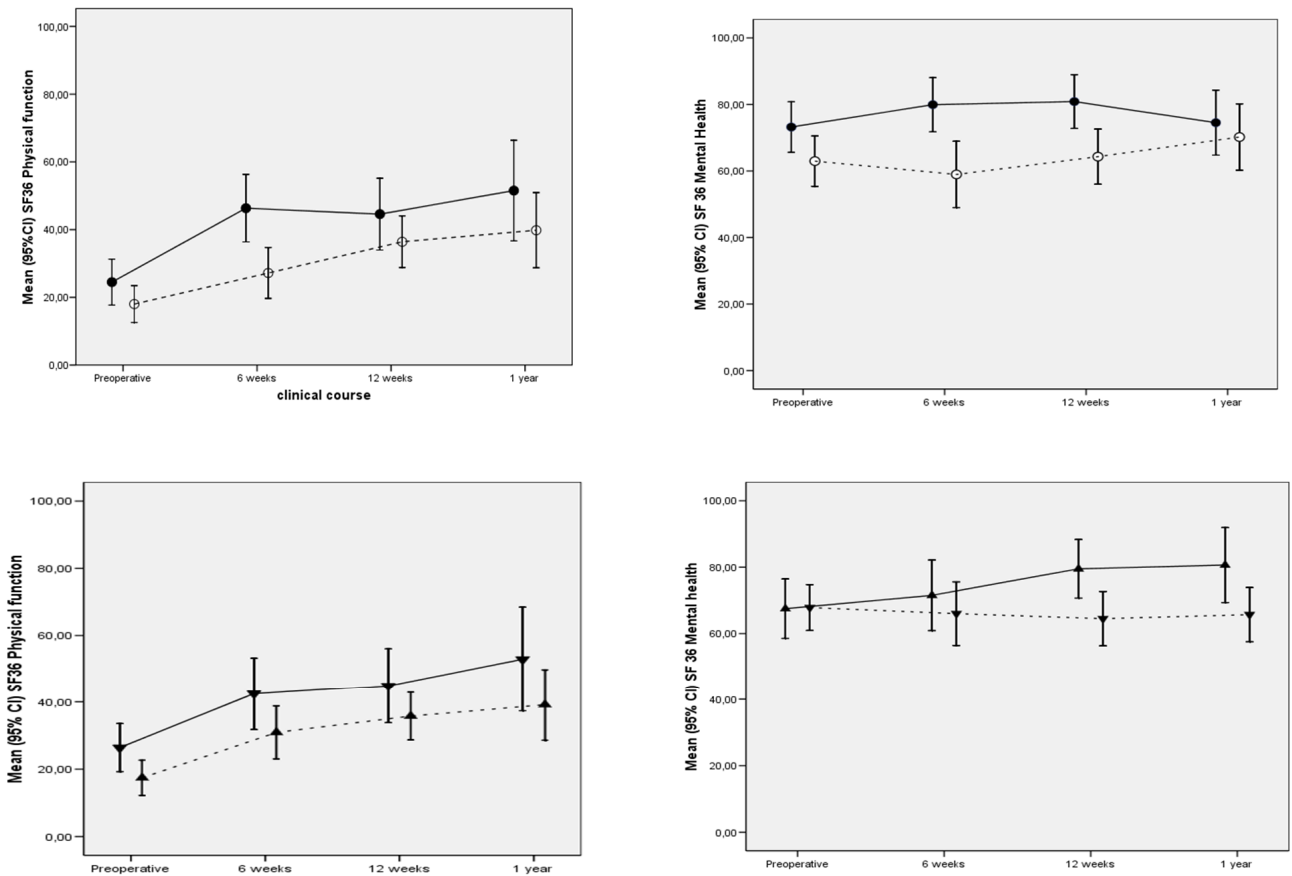 Mean (95%CI) SF36 Physical function
100,00
80,00
60,00
40,00
20,00
0,00
Preoperative 6 weeks 12 weeks 1 year
clinical course
Mean (95% CI) SF 36 Mental Health
100,00
80,00
60,00
40,00
20,00
0,00
Preoperative 6 weeks 12 weeks 1 year
Mean (95% CI) SF36 Physical function
100,00
80,00
60,00
40,00
20,00
0,00
Preoperative 6 weeks 12 weeks 1 year
Mean (95% CI) SF 36 Mental health
100,00
80,00
60,00
40,00
20,00
0,00
Preoperative 6 weeks 12 weeks 1 year